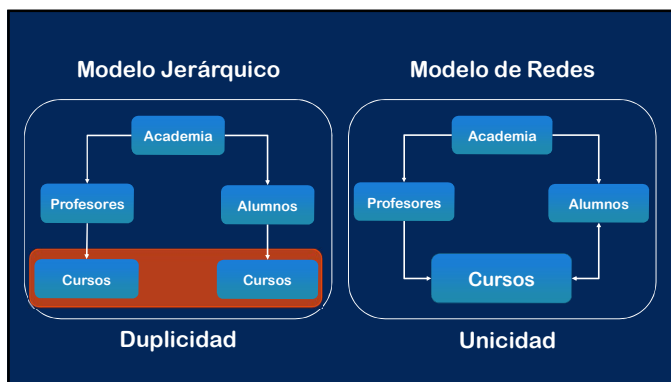 Modelo Jerárquico
Academia
Profesores
Alumnos
Cursos
Cursos
Duplicidad
Modelo de Redes
Academia
Profesores
Alumnos
Cursos
Unicidad